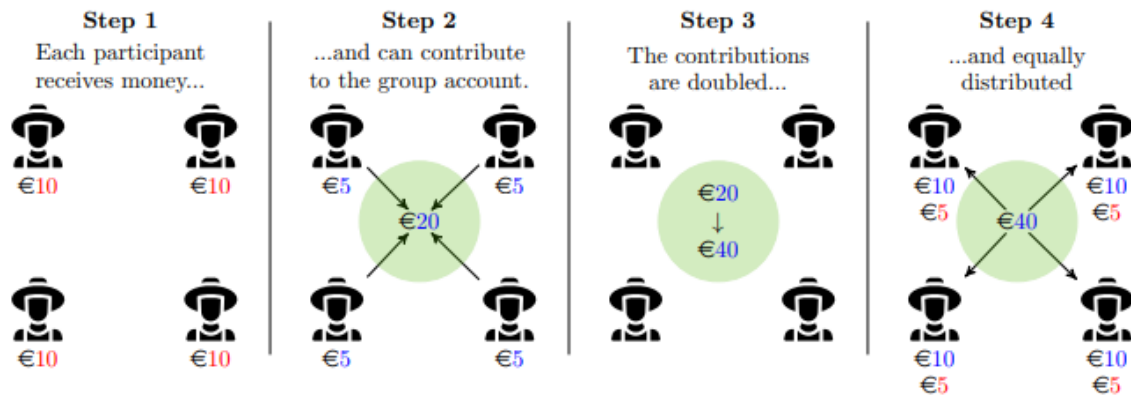 Step 1
Each participant
receives money...
€10
€10
€10
€10
Step 2
...and can contribute
to the group account.
€5
€5
€20
€5
€5
Step 3
The contributions
are doubled...
€20
↓
€40
Step 4
...and equally
distributed
€10
€5
€10
€5
€40
€10
€5
€10
€5